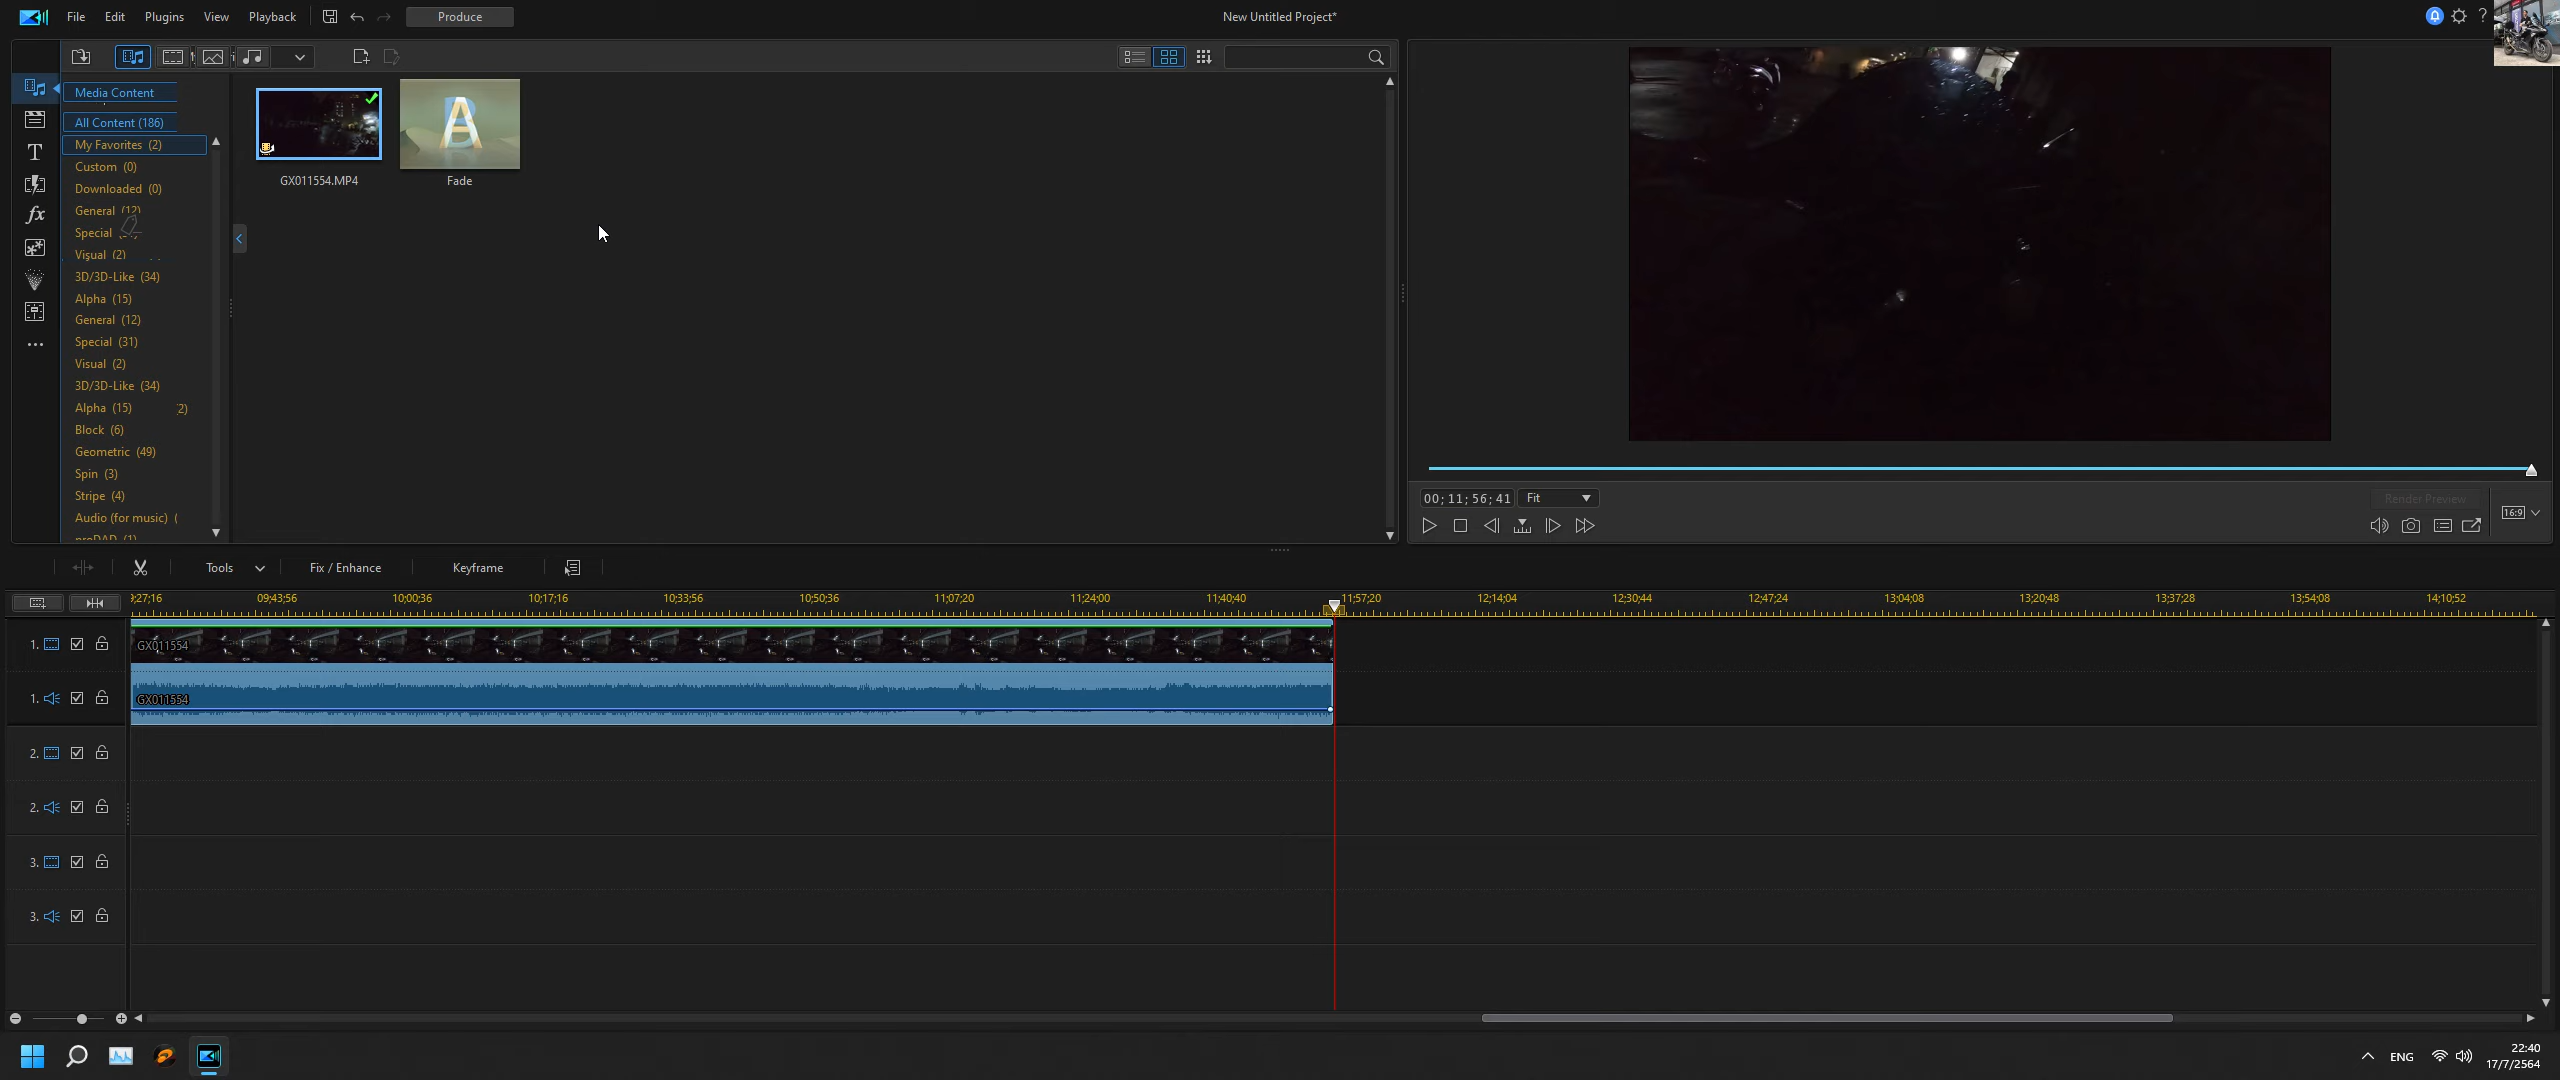 File Edit Plugins View Playback Produce New Untitled Project* ?
Media Content
All Content (186)
My Favorites (2)
Custom (0)
Downloaded (0)
General (12)
Special
Visual (2)
3D/3D-Like (34)
Alpha (15)
General (12)
Special (31)
Visual (2)
3D/3D-Like (34)
Alpha (15) 2)
Block (6)
Geometric (49)
Spin (3)
Stripe (4)
Audio (for music) (
proDAD (1)
T
fx
GX011554.MP4
Fade
00;11;56;41 Fit Render Preview
16:9
Tools Fix / Enhance Keyframe
9;27;16 09;43;56 10;00;36 10;17;16 10;33;56 10;50;36 11;07;20 11;24;00 11;40;40 11;57;20 12;14;04 12;30;44 12;47;24 13;04;08 13;20;48 13;37;28 13;54;08 14;10;52
1. GX011554
1. GX011554
2.
2.
3.
3.
ENG
22:40
17/7/2564